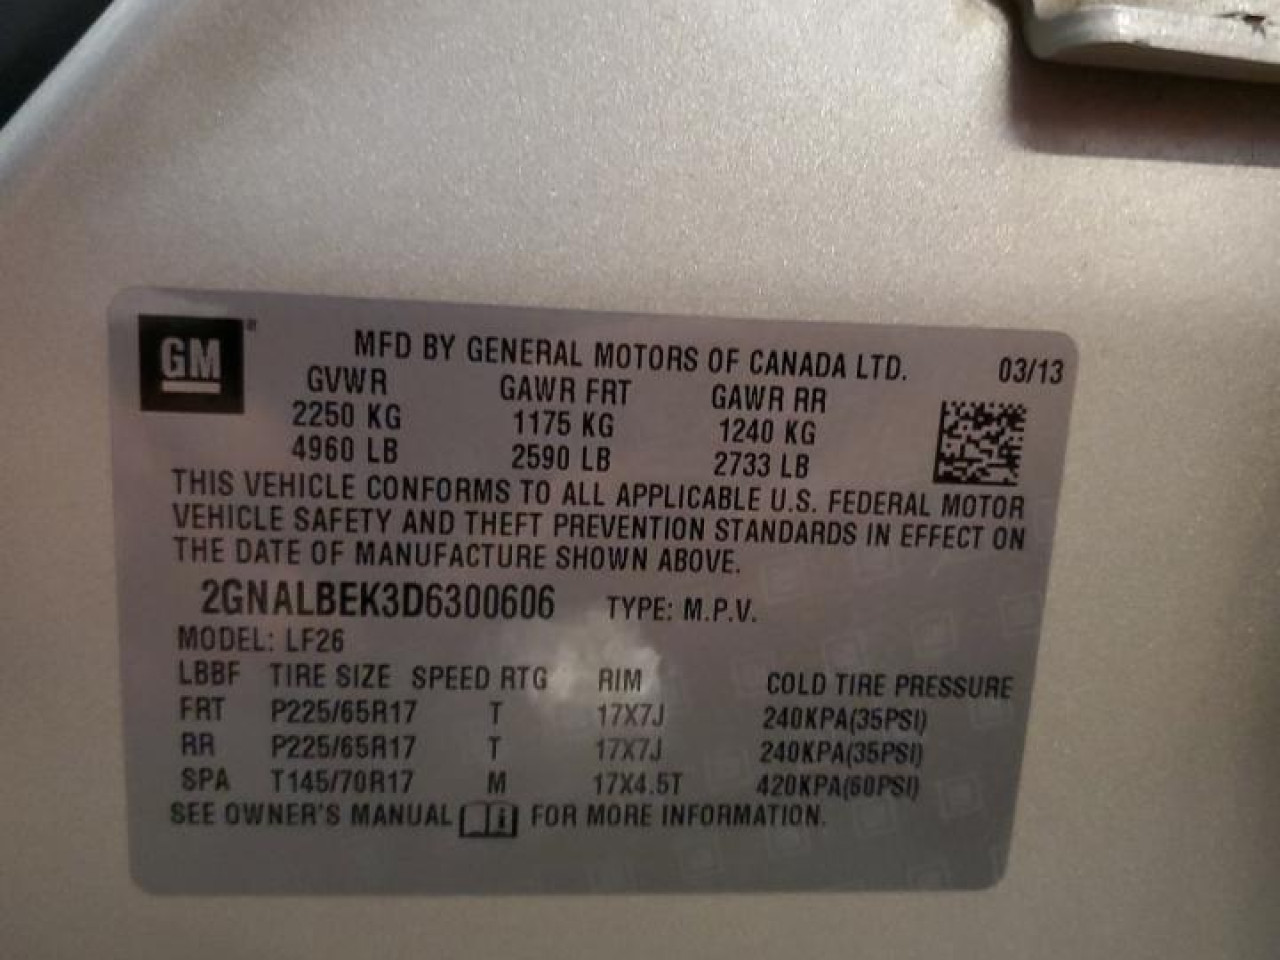 GM
MFD BY GENERAL MOTORS OF CANADA LTD. 03/13
GVWR GAWR FRT GAWR RR
2250 KG 1175 KG 1240 KG
4960 LB 2590 LB 2733 LB
THIS VEHICLE CONFORMS TO ALL APPLICABLE U.S. FEDERAL MOTOR
VEHICLE SAFETY AND THEFT PREVENTION STANDARDS IN EFFECT ON
THE DATE OF MANUFACTURE SHOWN ABOVE.
2GNALBEK3D6300606 TYPE: M.P.V.
MODEL: LF26
LBBF TIRE SIZE SPEED RTG RIM COLD TIRE PRESSURE
FRT P225/65R17 T 17X7J 240KPA(35PSI)
RR P225/65R17 T 17X7J 240KPA(35PSI)
SPA T145/70R17 M 17X4.5T 420KPA(60PSI)
SEE OWNER'S MANUAL i FOR MORE INFORMATION.